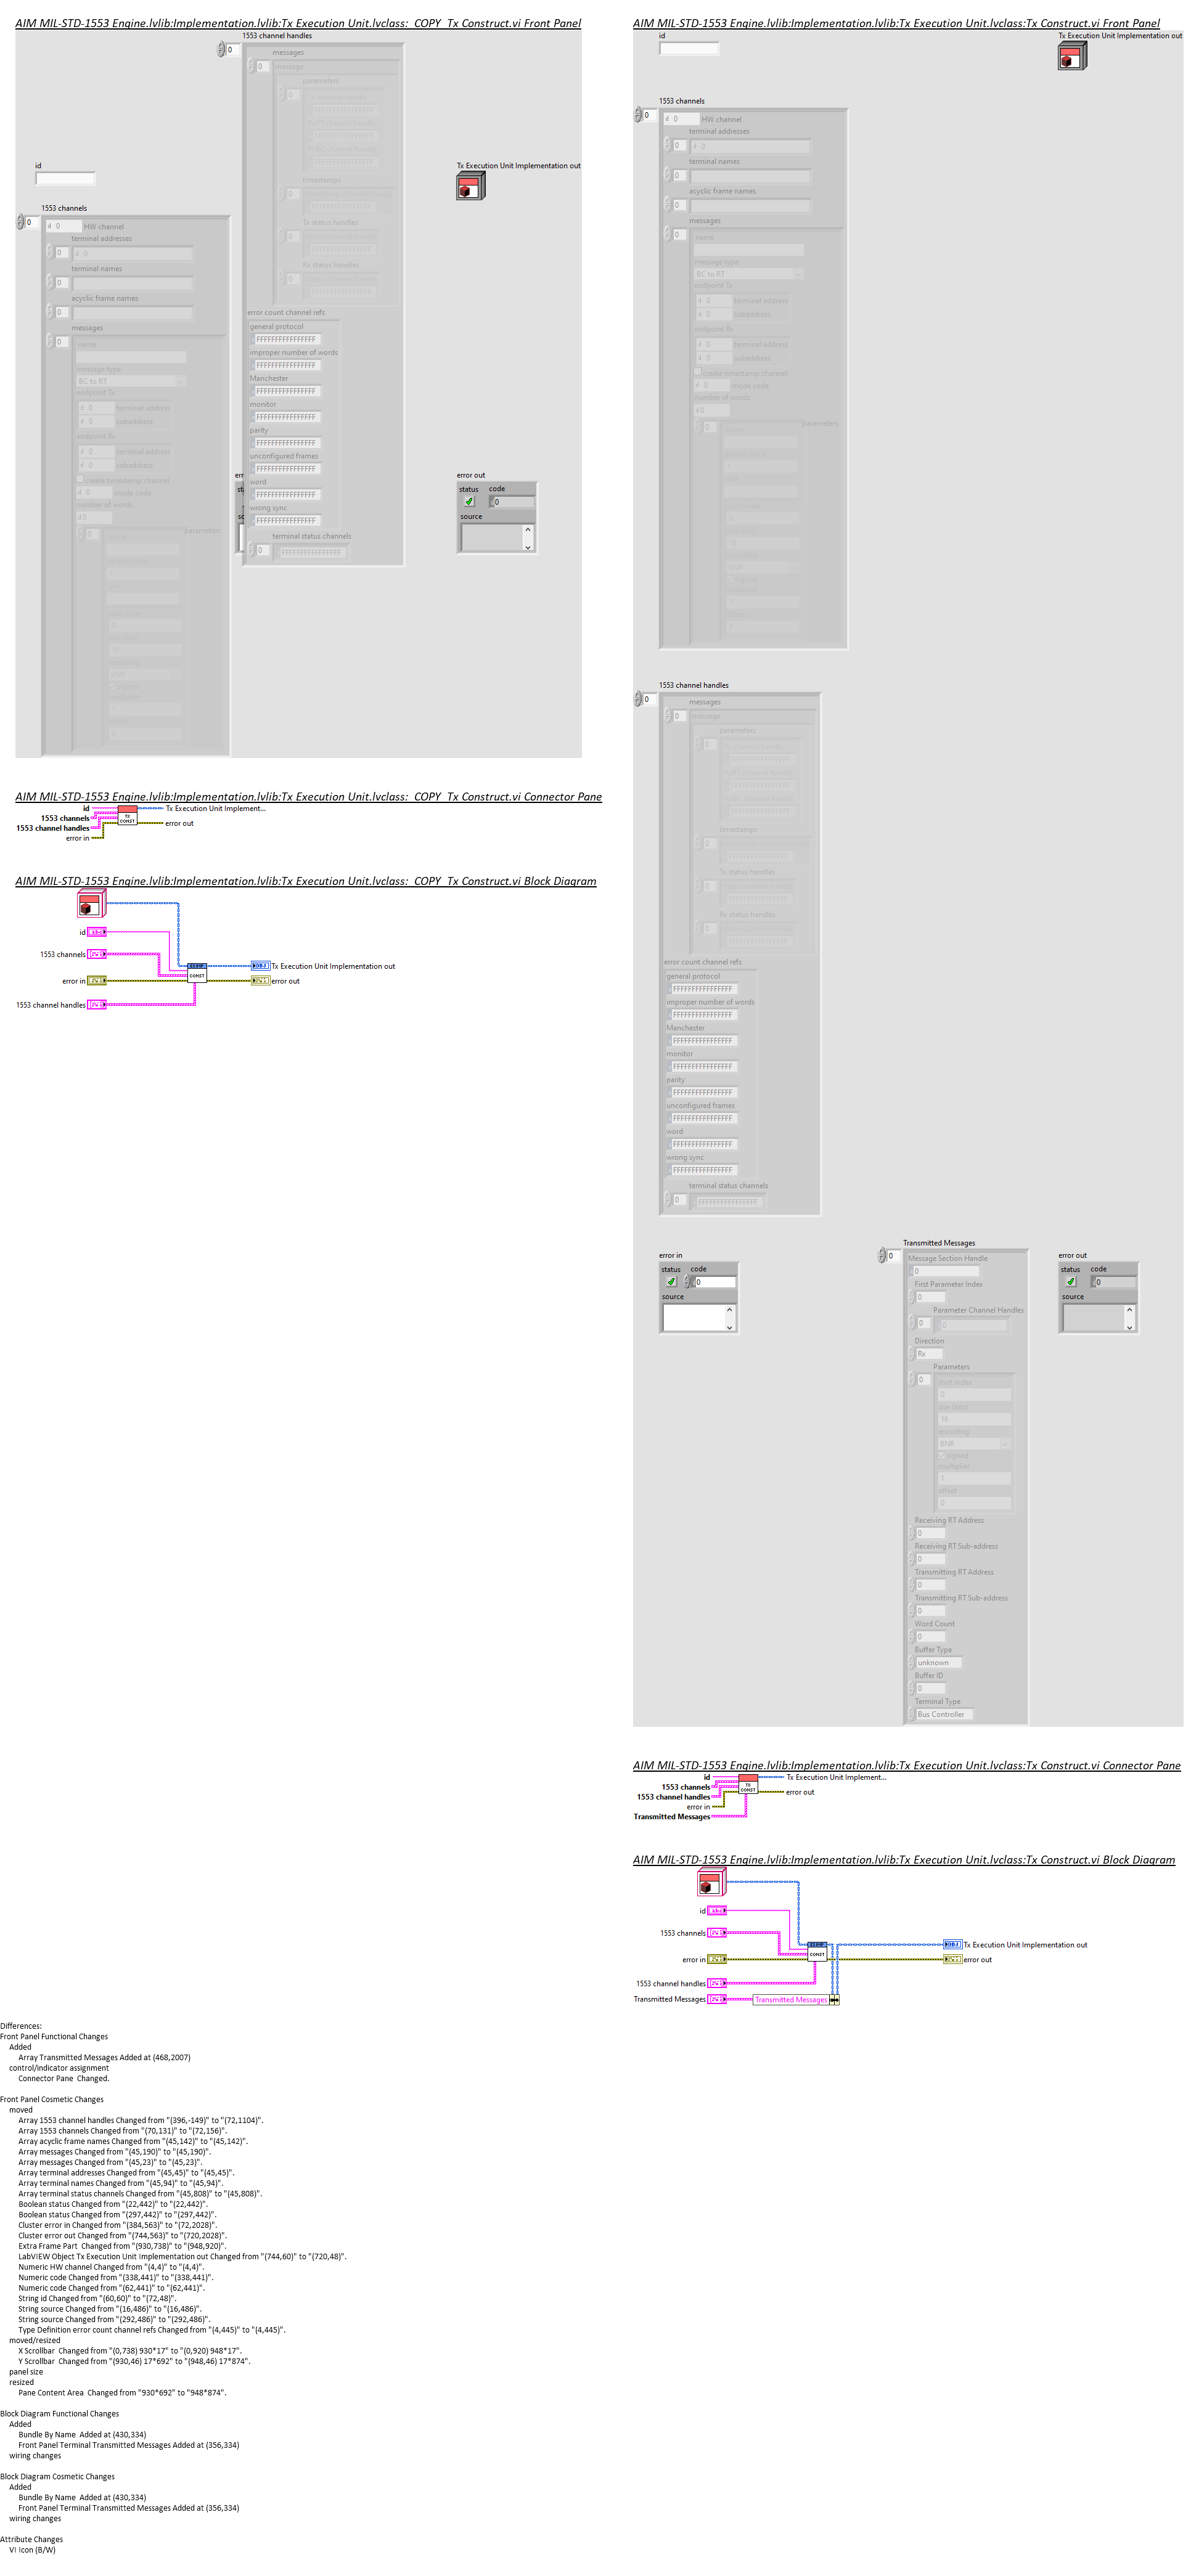 AIM MIL-STD-1553 Engine.lvlib:Implementation.lvlib:Tx Execution Unit.lvclass:_COPY_Tx Construct.vi Front Panel
1553 channel handles
0
messages
0
message
parameters
0
timestamps
0
Tx status handles
0
Rx status handles
0
error count channel refs
general protocol
FFFFFFFFFFFFFFFF
improper number of words
FFFFFFFFFFFFFFFF
Manchester
FFFFFFFFFFFFFFFF
monitor
FFFFFFFFFFFFFFFF
parity
FFFFFFFFFFFFFFFF
unconfigured frames
FFFFFFFFFFFFFFFF
word
FFFFFFFFFFFFFFFF
wrong sync
FFFFFFFFFFFFFFFF
terminal status channels
0
FFFFFFFFFFFFFFFF
id
Tx Execution Unit Implementation out
1553 channels
0
d 0
HW channel
terminal addresses
0
d 0
terminal names
0
acyclic frame names
0
messages
0
name
message type
BC to RT
endpoint Tx
d 0 terminal address
d 0 subaddress
endpoint Rx
d 0 terminal address
d 0 subaddress
create timestamp channel
d 0 mode code
number of words
d 0
parameters
0
error out
status code
0
source
AIM MIL-STD-1553 Engine.lvlib:Implementation.lvlib:Tx Execution Unit.lvclass:_COPY_Tx Construct.vi Connector Pane
id
1553 channels
1553 channel handles
error in
TX
CONST
Tx Execution Unit Implement...
error out
AIM MIL-STD-1553 Engine.lvlib:Implementation.lvlib:Tx Execution Unit.lvclass:_COPY_Tx Construct.vi Block Diagram
id
1553 channels
error in
1553 channel handles
CONST
Tx Execution Unit Implementation out
error out
AIM MIL-STD-1553 Engine.lvlib:Implementation.lvlib:Tx Execution Unit.lvclass:Tx Construct.vi Front Panel
id
Tx Execution Unit Implementation out
1553 channels
0
d 0
HW channel
terminal addresses
0
d 0
terminal names
0
acyclic frame names
0
messages
0
name
message type
BC to RT
endpoint Tx
d 0 terminal address
d 0 subaddress
endpoint Rx
d 0 terminal address
d 0 subaddress
create timestamp channel
d 0 mode code
number of words
d 0
parameters
0
BNR
1553 channel handles
0
messages
0
message
parameters
0
timestamps
0
Tx status handles
0
Rx status handles
0
error count channel refs
general protocol
FFFFFFFFFFFFFFFF
improper number of words
FFFFFFFFFFFFFFFF
Manchester
FFFFFFFFFFFFFFFF
monitor
FFFFFFFFFFFFFFFF
parity
FFFFFFFFFFFFFFFF
unconfigured frames
FFFFFFFFFFFFFFFF
word
FFFFFFFFFFFFFFFF
wrong sync
FFFFFFFFFFFFFFFF
terminal status channels
0
FFFFFFFFFFFFFFFF
error in
status code
0
source
Transmitted Messages
0
Message Section Handle
0
First Parameter Index
0
Parameter Channel Handles
0
0
Direction
Rx
Parameters
0
start index
0
size (bits)
16
encoding
BNR
signed
multiplier
1
offset
0
Receiving RT Address
0
Receiving RT Sub-address
0
Transmitting RT Address
0
Transmitting RT Sub-address
0
Word Count
0
Buffer Type
unknown
Buffer ID
0
Terminal Type
Bus Controller
error out
status code
0
source
AIM MIL-STD-1553 Engine.lvlib:Implementation.lvlib:Tx Execution Unit.lvclass:Tx Construct.vi Connector Pane
id
1553 channels
1553 channel handles
error in
Transmitted Messages
TX
CONST
Tx Execution Unit Implement...
error out
AIM MIL-STD-1553 Engine.lvlib:Implementation.lvlib:Tx Execution Unit.lvclass:Tx Construct.vi Block Diagram
id
1553 channels
error in
1553 channel handles
Transmitted Messages
CONST
Transmitted Messages
Tx Execution Unit Implementation out
error out
Differences:
Front Panel Functional Changes
Added
Array Transmitted Messages Added at (468,2007)
control/indicator assignment
Connector Pane Changed.
Front Panel Cosmetic Changes
moved
Array 1553 channel handles Changed from "(396,-149)" to "(72,1104)".
Array 1553 channels Changed from "(70,131)" to "(72,156)".
Array acyclic frame names Changed from "(45,142)" to "(45,142)".
Array messages Changed from "(45,190)" to "(45,190)".
Array messages Changed from "(45,23)" to "(45,23)".
Array terminal addresses Changed from "(45,45)" to "(45,45)".
Array terminal names Changed from "(45,94)" to "(45,94)".
Array terminal status channels Changed from "(45,808)" to "(45,808)".
Boolean status Changed from "(22,442)" to "(22,442)".
Boolean status Changed from "(297,442)" to "(297,442)".
Cluster error in Changed from "(384,563)" to "(72,2028)".
Cluster error out Changed from "(744,563)" to "(720,2028)".
Extra Frame Part Changed from "(930,738)" to "(948,920)".
LabVIEW Object Tx Execution Unit Implementation out Changed from "(744,60)" to "(720,48)".
Numeric HW channel Changed from "(4,4)" to "(4,4)".
Numeric code Changed from "(338,441)" to "(338,441)".
Numeric code Changed from "(62,441)" to "(62,441)".
String id Changed from "(60,60)" to "(72,48)".
String source Changed from "(16,486)" to "(16,486)".
String source Changed from "(292,486)" to "(292,486)".
Type Definition error count channel refs Changed from "(4,445)" to "(4,445)".
moved/resized
X Scrollbar Changed from "(0,738) 930*17" to "(0,920) 948*17".
Y Scrollbar Changed from "(930,46) 17*692" to "(948,46) 17*874".
panel size
resized
Pane Content Area Changed from "930*692" to "948*874".
Block Diagram Functional Changes
Added
Bundle By Name Added at (430,334)
Front Panel Terminal Transmitted Messages Added at (356,334)
wiring changes
Block Diagram Cosmetic Changes
Added
Bundle By Name Added at (430,334)
Front Panel Terminal Transmitted Messages Added at (356,334)
wiring changes
Attribute Changes
VI Icon (B/W)